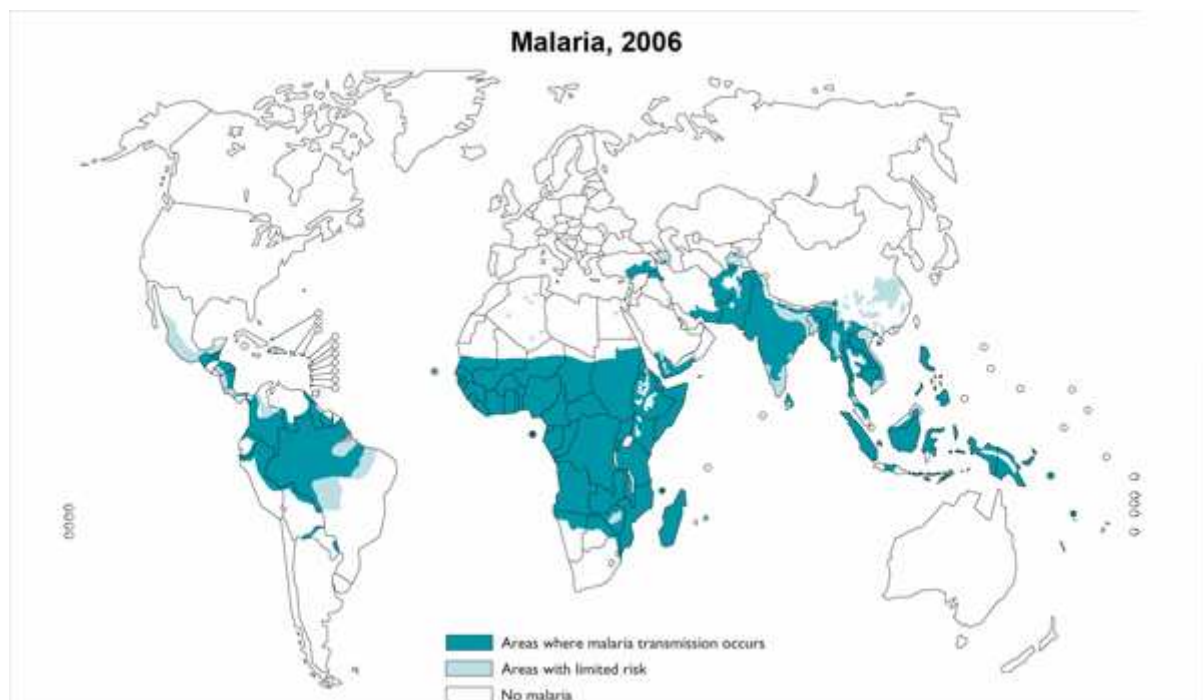 Malaria, 2006
Areas where malaria transmission occurs
Areas with limited risk
No malaria